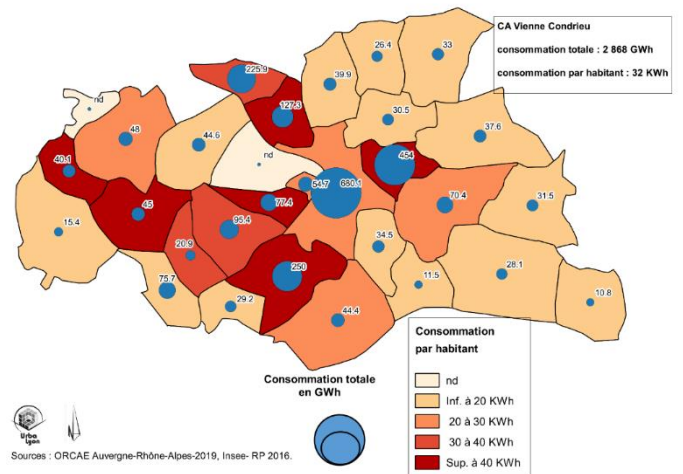 CA Vienne Condrieu
consommation totale : 2 868 GWh
consommation par habitant : 32 KWh
26.4
33
225.9
39.9
nd
127.3
30.5
48
44.6
37.6
40.1
nd
454
54.7
680.1
77.4
70.4
31.5
15.4
45
95.4
20.9
34.5
250
28.1
75.7
11.5
10.8
29.2
44.4
Consommation totale
en GWh
Consommation
par habitant
nd
Inf. à 20 KWh
20 à 30 KWh
30 à 40 KWh
Sup. à 40 KWh
Urba
Lyon
Sources : ORCAE Auvergne-Rhône-Alpes-2019, Insee- RP 2016.